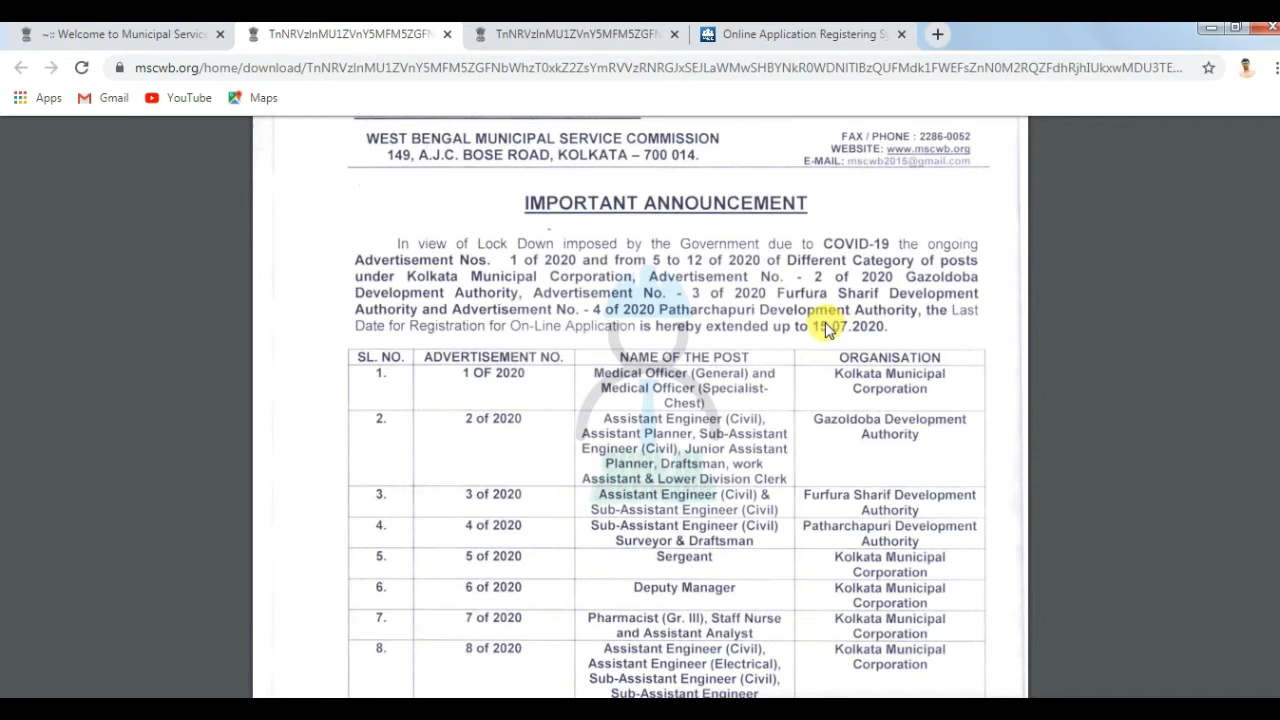 ~:: Welcome to Municipal Service
TnNRVzlnMU1ZVnY5MFM5ZGFN
TnNRVzlnMU1ZVnY5MFM5ZGFN
Online Application Registering Sy
mscwb.org/home/download/
Apps Gmail YouTube Maps
WEST BENGAL MUNICIPAL SERVICE COMMISSION
149, A.J.C. BOSE ROAD, KOLKATA – 700 014.
FAX / PHONE : 2286-0052
WEBSITE: www.mscwb.org
E-MAIL: mscwb2015@gmail.com
IMPORTANT ANNOUNCEMENT
In view of Lock Down imposed by the Government due to COVID-19 the ongoing
Advertisement Nos. 1 of 2020 and from 5 to 12 of 2020 of Different Category of posts
under Kolkata Municipal Corporation, Advertisement No. - 2 of 2020 Gazoldoba
Development Authority, Advertisement No. - 3 of 2020 Furfura Sharif Development
Authority and Advertisement No. - 4 of 2020 Patharchapuri Development Authority, the Last
Date for Registration for On-Line Application is hereby extended up to 15.07.2020.
SL. NO. ADVERTISEMENT NO. NAME OF THE POST ORGANISATION
1. 1 OF 2020 Medical Officer (General) and Kolkata Municipal
Medical Officer (Specialist- Corporation
Chest)
2. 2 of 2020 Assistant Engineer (Civil), Gazoldoba Development
Assistant Planner, Sub-Assistant Authority
Engineer (Civil), Junior Assistant
Planner, Draftsman, work
Assistant & Lower Division Clerk
3. 3 of 2020 Assistant Engineer (Civil) & Furfura Sharif Development
Sub-Assistant Engineer (Civil) Authority
4. 4 of 2020 Sub-Assistant Engineer (Civil) Patharchapuri Development
Surveyor & Draftsman Authority
5. 5 of 2020 Sergeant Kolkata Municipal
Corporation
6. 6 of 2020 Deputy Manager Kolkata Municipal
Corporation
7. 7 of 2020 Pharmacist (Gr. III), Staff Nurse Kolkata Municipal
and Assistant Analyst Corporation
8. 8 of 2020 Assistant Engineer (Civil), Kolkata Municipal
Assistant Engineer (Electrical), Corporation
Sub-Assistant Engineer (Civil),
Sub-Assistant Engineer